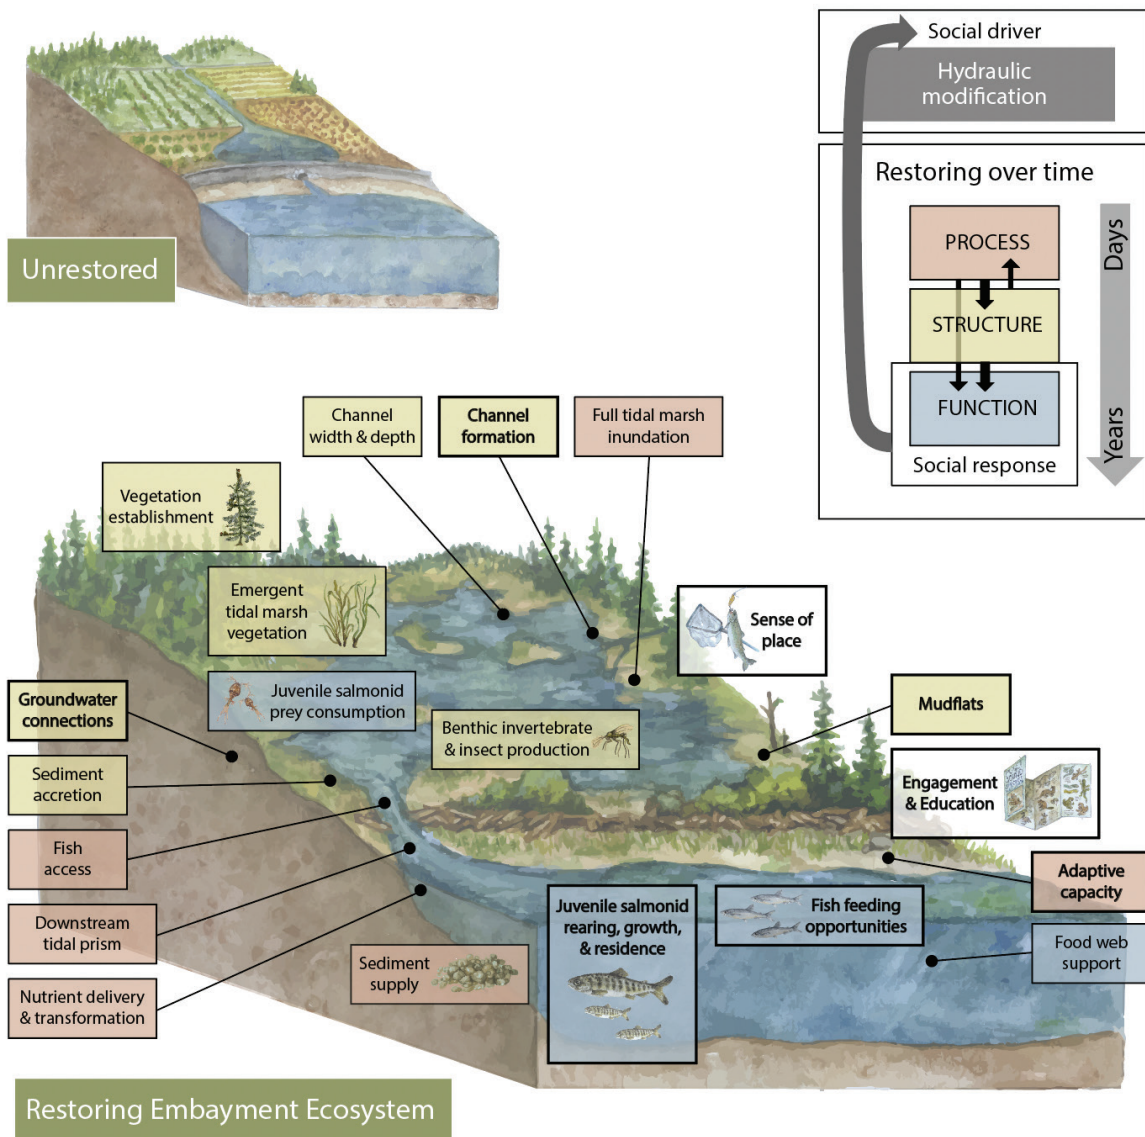 Social driver
Hydraulic
modification
Restoring over time
PROCESS
STRUCTURE
FUNCTION
Social response
Days
Years
Unrestored
Channel
width & depth
Channel
formation
Full tidal marsh
inundation
Vegetation
establishment
Emergent
tidal marsh
vegetation
Sense of
place
Juvenile salmonid
prey consumption
Groundwater
connections
Benthic invertebrate
& insect production
Mudflats
Sediment
accretion
Engagement
& Education
Fish
access
Adaptive
capacity
Downstream
tidal prism
Juvenile salmonid
rearing, growth,
& residence
Fish feeding
opportunities
Food web
support
Sediment
supply
Nutrient delivery
& transformation
Restoring Embayment Ecosystem